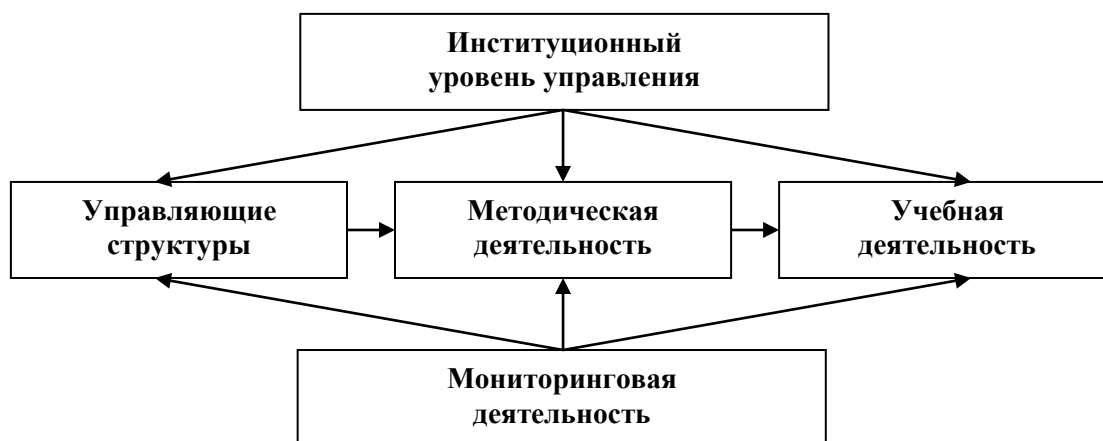 Институционный
уровень управления
Управляющие
структуры
Методическая
деятельность
Учебная
деятельность
Мониторинговая
деятельность